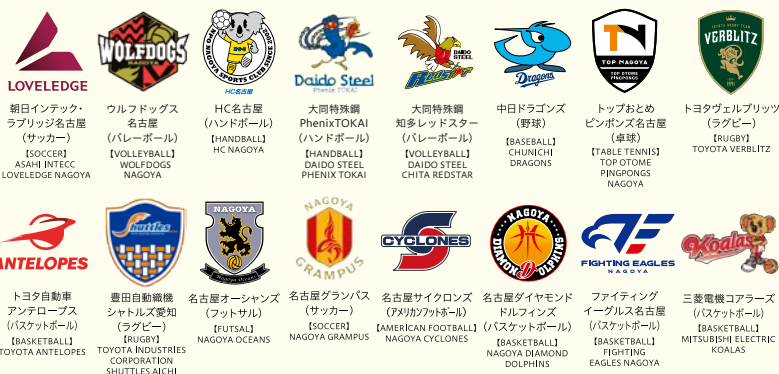 LOVELEDGE
WOLFDOGS
NAGOYA
HC名古屋
Daido Steel
Phenix TOKAI
DAIDO
STEEL
Dragons
TN
TOP NAGOYA
TOP OTOME
PINGPONGS
VERBLITZ
朝日インテック・
ラブリッジ名古屋
(サッカー)
[SOCCER]
ASAHI INTECC
LOVELEDGE NAGOYA
ウルフドッグス
名古屋
(バレーボール)
[VOLLEYBALL]
WOLFDOGS
NAGOYA
HC名古屋
(ハンドボール)
[HANDBALL]
HC NAGOYA
大同特殊鋼
PhenixTOKAI
(ハンドボール)
[HANDBALL]
DAIDO STEEL
PHENIX TOKAI
大同特殊鋼
知多レッドスター
(バレーボール)
[VOLLEYBALL]
DAIDO STEEL
CHITA REDSTAR
中日ドラゴンズ
(野球)
[BASEBALL]
CHUNICHI
DRAGONS
トップおとめ
ピンポンズ名古屋
(卓球)
[TABLE TENNIS]
TOP OTOME
PINGPONGS
NAGOYA
トヨタヴェルブリッツ
(ラグビー)
[RUGBY]
TOYOTA VERBLITZ
ANTELOPES
Shuttles
NAGOYA
Nagoya Oceans
NAGOYA
GRAMPUS
CYCLONES
NAGOYA
DIAMOND DOLPHINS
FIGHTING EAGLES
NAGOYA
Koalas
トヨタ自動車
アンテロープス
(バスケットボール)
[BASKETBALL]
TOYOTA ANTELOPES
豊田自動織機
シャトルズ愛知
(ラグビー)
[RUGBY]
TOYOTA INDUSTRIES
CORPORATION
SHUTTLES AICHI
名古屋オーシャンズ
(フットサル)
[FUTSAL]
NAGOYA OCEANS
名古屋グランパス
(サッカー)
[SOCCER]
NAGOYA GRAMPUS
名古屋サイクロンズ
(アメリカンフットボール)
[AMERICAN FOOTBALL]
NAGOYA CYCLONES
名古屋ダイヤモンド
ドルフィンズ
(バスケットボール)
[BASKETBALL]
NAGOYA DIAMOND
DOLPHINS
ファイティング
イーグルス名古屋
(バスケットボール)
[BASKETBALL]
FIGHTING
EAGLES NAGOYA
三菱電機コアラーズ
(バスケットボール)
[BASKETBALL]
MITSUBISHI ELECTRIC
KOALAS